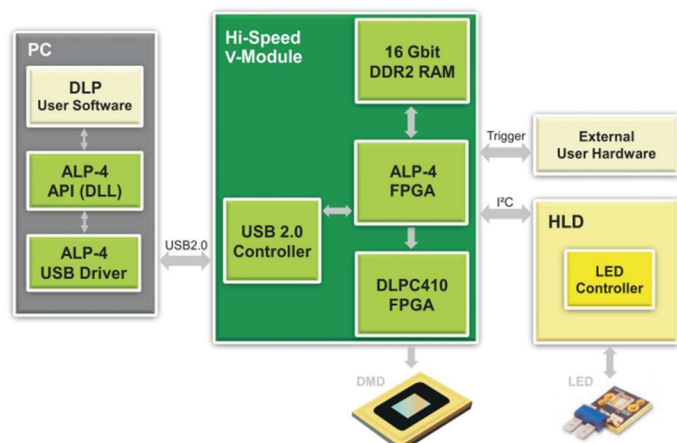 PC
DLP
User Software
ALP-4
API (DLL)
ALP-4
USB Driver
USB2.0
Hi-Speed
V-Module
16 Gbit
DDR2 RAM
ALP-4
FPGA
USB 2.0
Controller
DLPC410
FPGA
Trigger
External
User Hardware
I²C
HLD
LED
Controller
DMD
LED